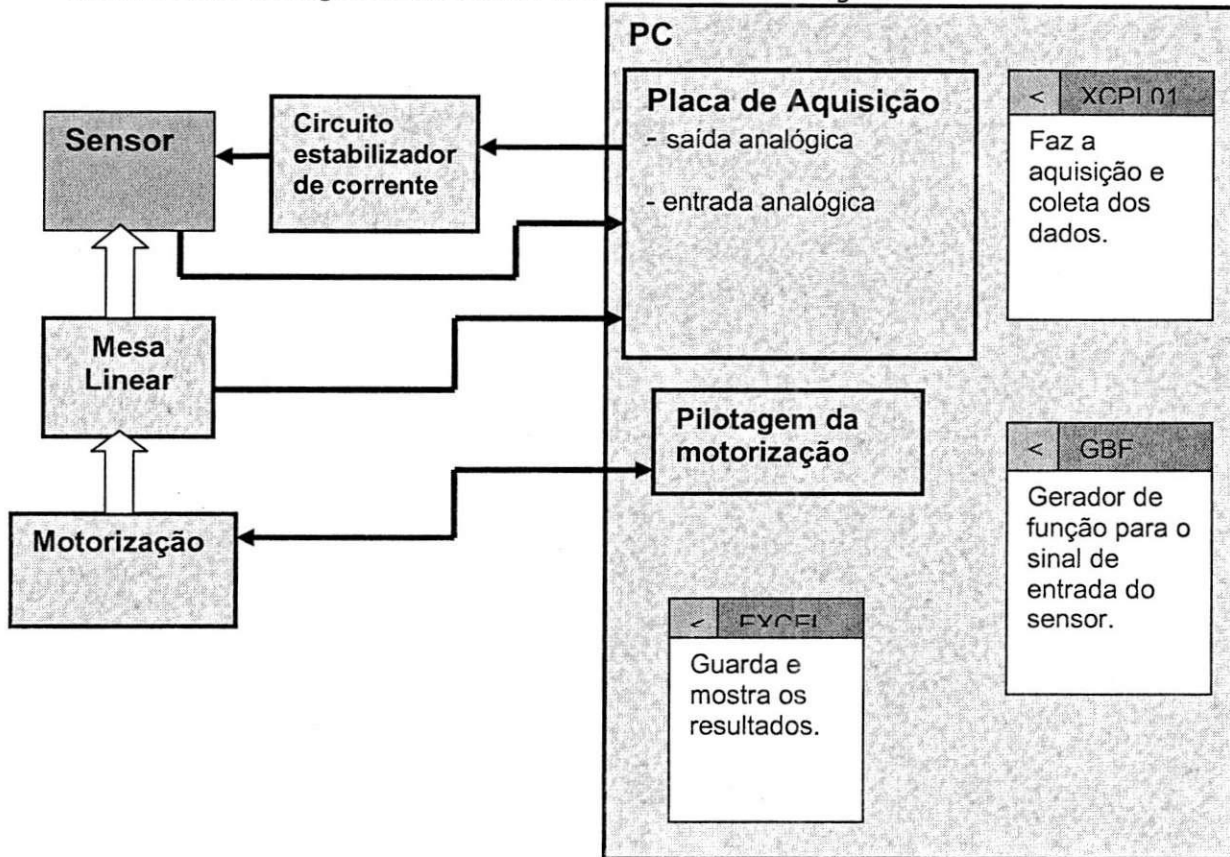 PC
Placa de Aquisição
- saída analógica
- entrada analógica
Sensor
Circuito
estabilizador
de corrente
Mesa
Linear
Motorização
Pilotagem da
motorização
< XCPL01
Faz a
aquisição e
coleta dos
dados.
< GBF
Gerador de
função para o
sinal de
entrada do
sensor.
< EXCEL
Guarda e
mostra os
resultados.